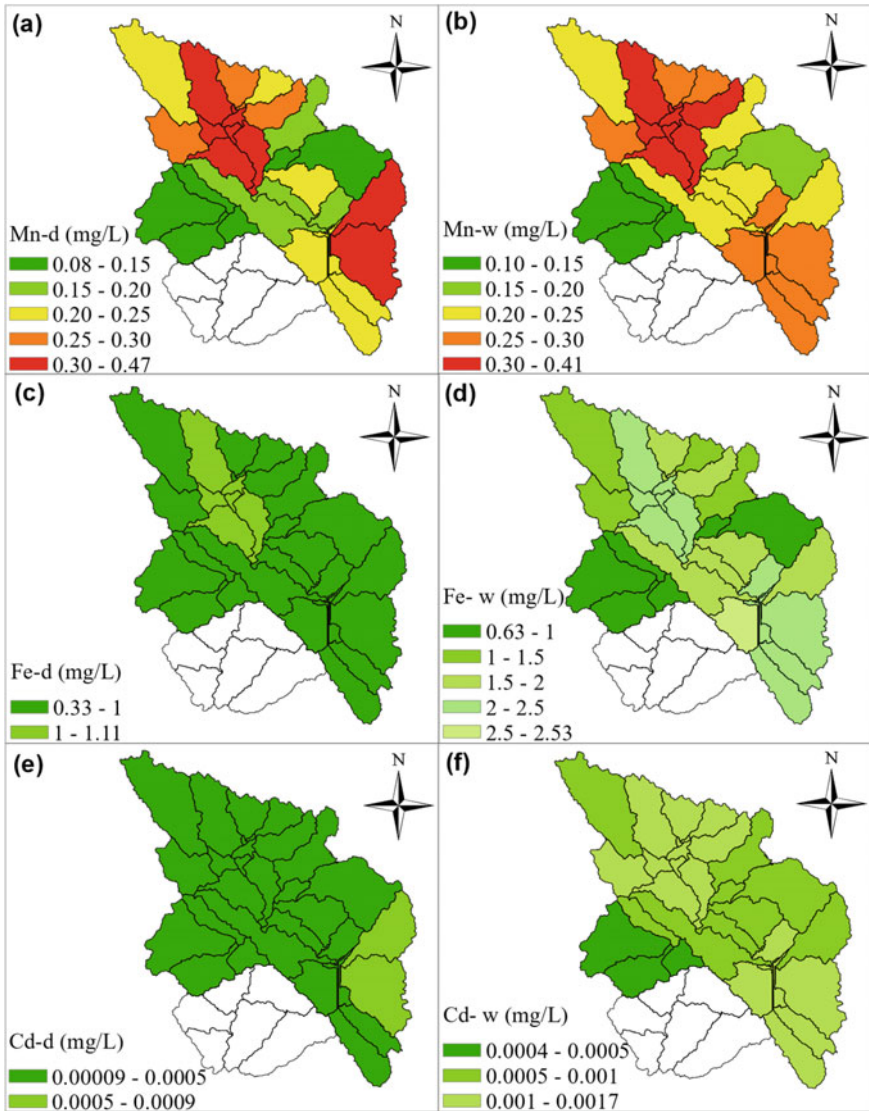 (a)
N
Mn-d (mg/L)
0.08 - 0.15
0.15 - 0.20
0.20 - 0.25
0.25 - 0.30
0.30 - 0.47
(b)
N
Mn-w (mg/L)
0.10 - 0.15
0.15 - 0.20
0.20 - 0.25
0.25 - 0.30
0.30 - 0.41
(c)
N
Fe-d (mg/L)
0.33 - 1
1 - 1.11
(d)
N
Fe- w (mg/L)
0.63 - 1
1 - 1.5
1.5 - 2
2 - 2.5
2.5 - 2.53
(e)
N
Cd-d (mg/L)
0.00009 - 0.0005
0.0005 - 0.0009
(f)
N
Cd- w (mg/L)
0.0004 - 0.0005
0.0005 - 0.001
0.001 - 0.0017